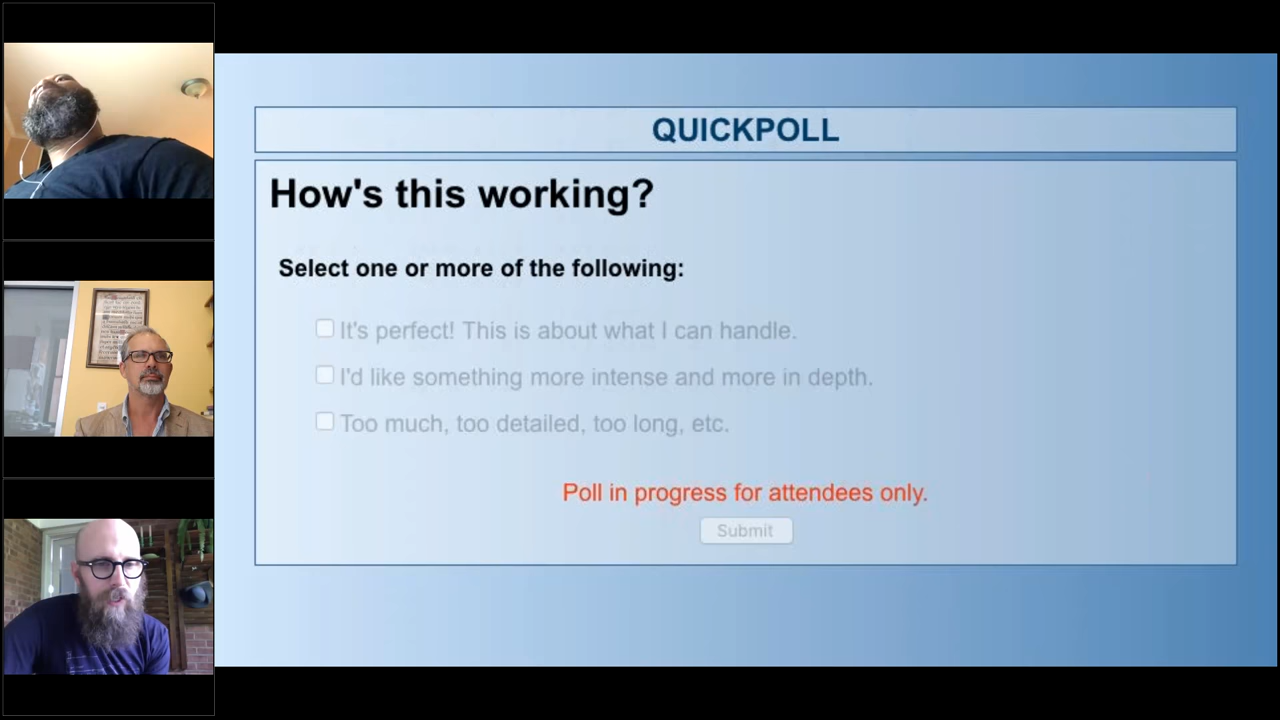 QUICKPOLL
How's this working?
Select one or more of the following:
It's perfect! This is about what I can handle.
I'd like something more intense and more in depth.
Too much, too detailed, too long, etc.
Poll in progress for attendees only.
Submit